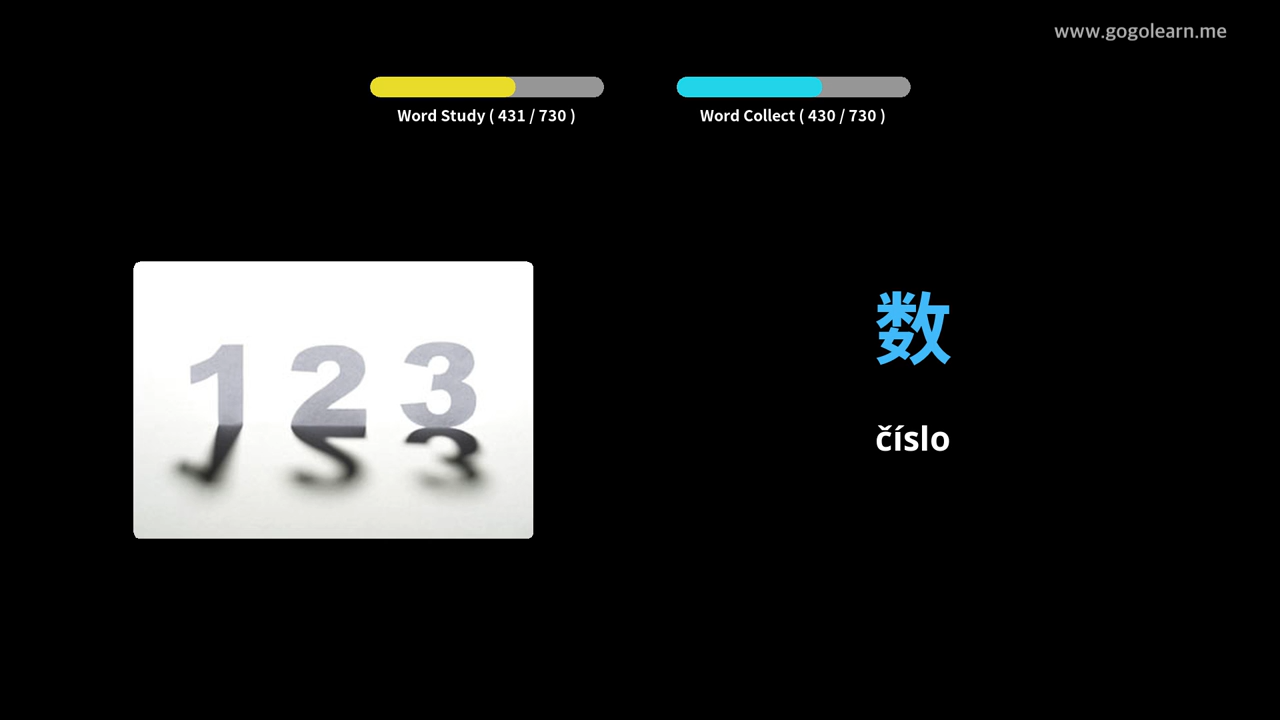 www.gogolearn.me
Word Study ( 431 / 730 )
Word Collect ( 430 / 730 )
1 2 3
数
číslo